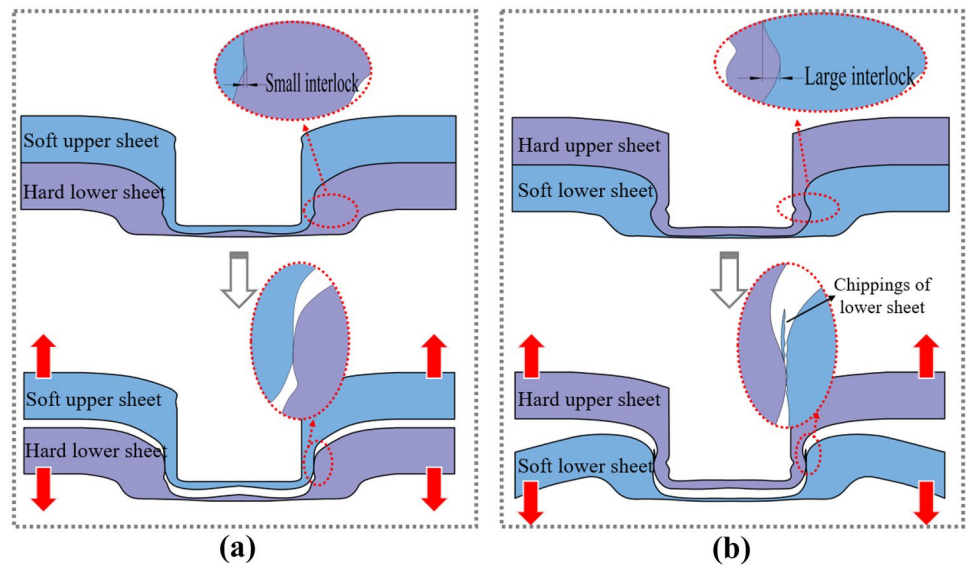 Small interlock
Soft upper sheet
Hard lower sheet
Soft upper sheet
Hard lower sheet
(a)
Large interlock
Hard upper sheet
Soft lower sheet
Chippings of
lower sheet
Hard upper sheet
Soft lower sheet
(b)